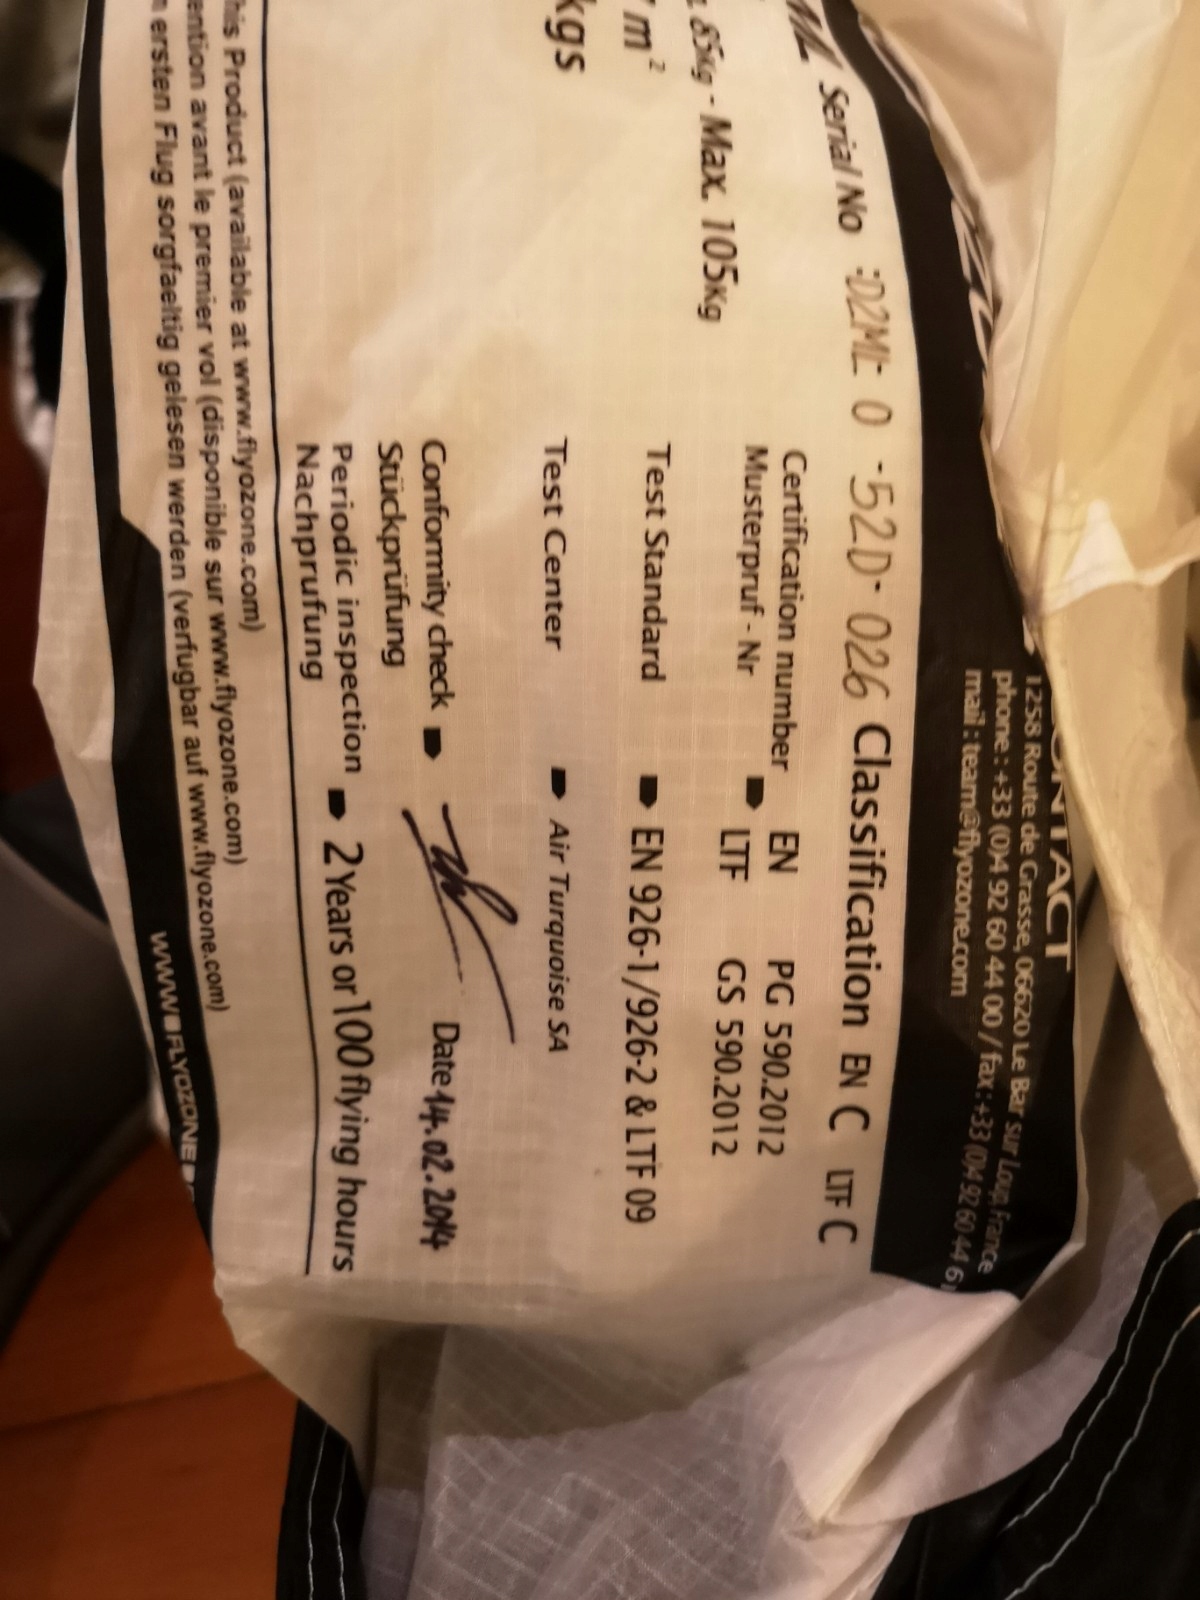 CONTACT
1258 Route de Grasse, 06620 Le Bar sur Loup, France
phone : +33 (0)4 92 60 44 00 / fax : +33 (0)4 92 60 44 6
mail : team@flyozone.com
ML Serial No :D2ML- O -52D- 026 Classification EN C LTF C
85Kg - Max. 105Kg
m²
kgs
Certification number EN PG 590.2012
Musterpruf - Nr LTF GS 590.2012
Test Standard EN 926-1/926-2 & LTF 09
Test Center Air Turquoise SA
Conformity check Date 14.02.2014
Stückprüfung
Periodic inspection 2 Years or 100 flying hours
Nachprufung
his Product (available at www.flyozone.com)
ention avant le premier vol (disponible sur www.flyozone.com)
ersten Flug sorgfaeltig gelesen werden (verfugbar auf www.flyozone.com)
WWW.FLYOZONE